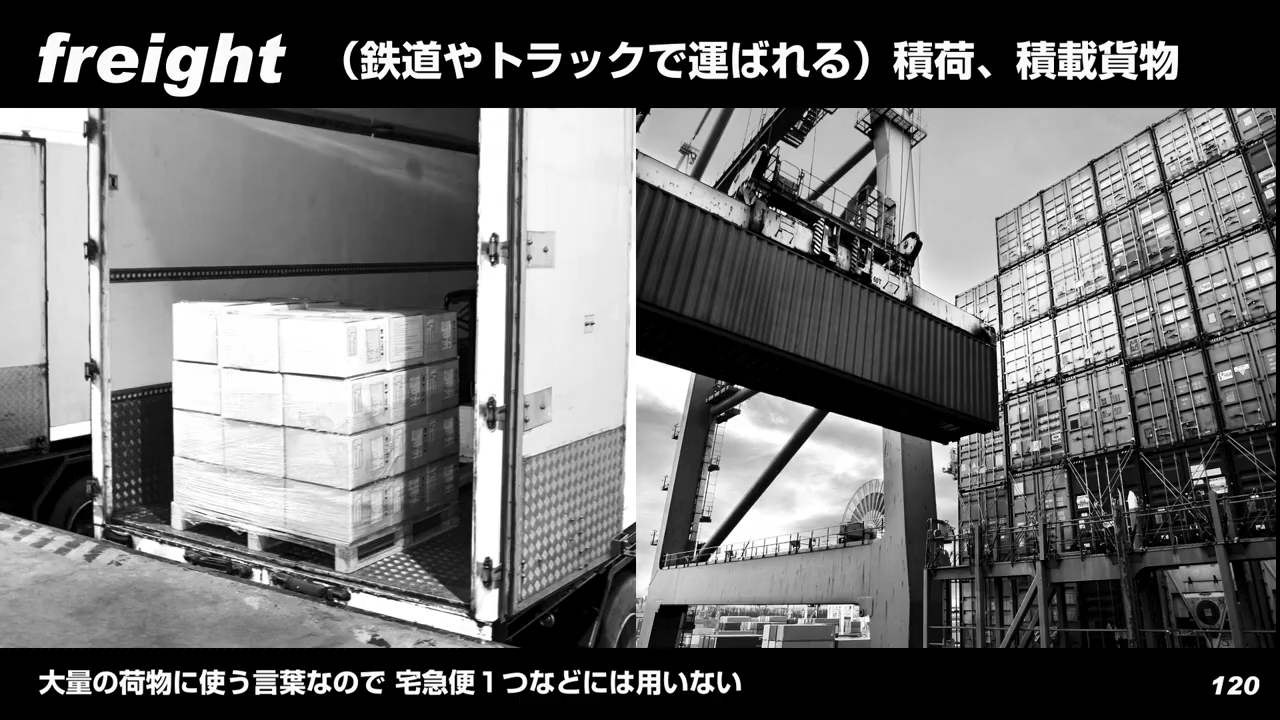 freight （鉄道やトラックで運ばれる）積荷、積載貨物
大量の荷物に使う言葉なので 宅急便１つなどには用いない
120